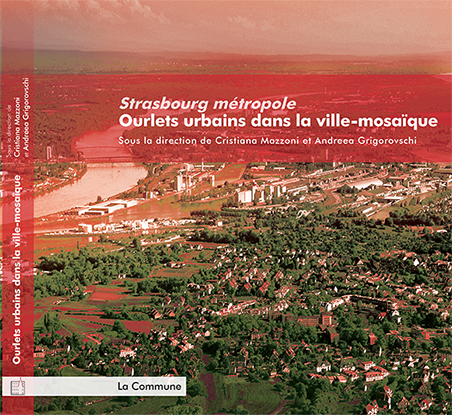 Strasbourg métropole
Ourlets urbains dans la ville-mosaïque
Sous la direction de Cristiana Mazzoni et Andreea Grigorovschi
La Commune
Sous la direction de
Cristiana Mazzoni
et Andreea Grigorovschi
Ourlets urbains dans la ville-mosaïque